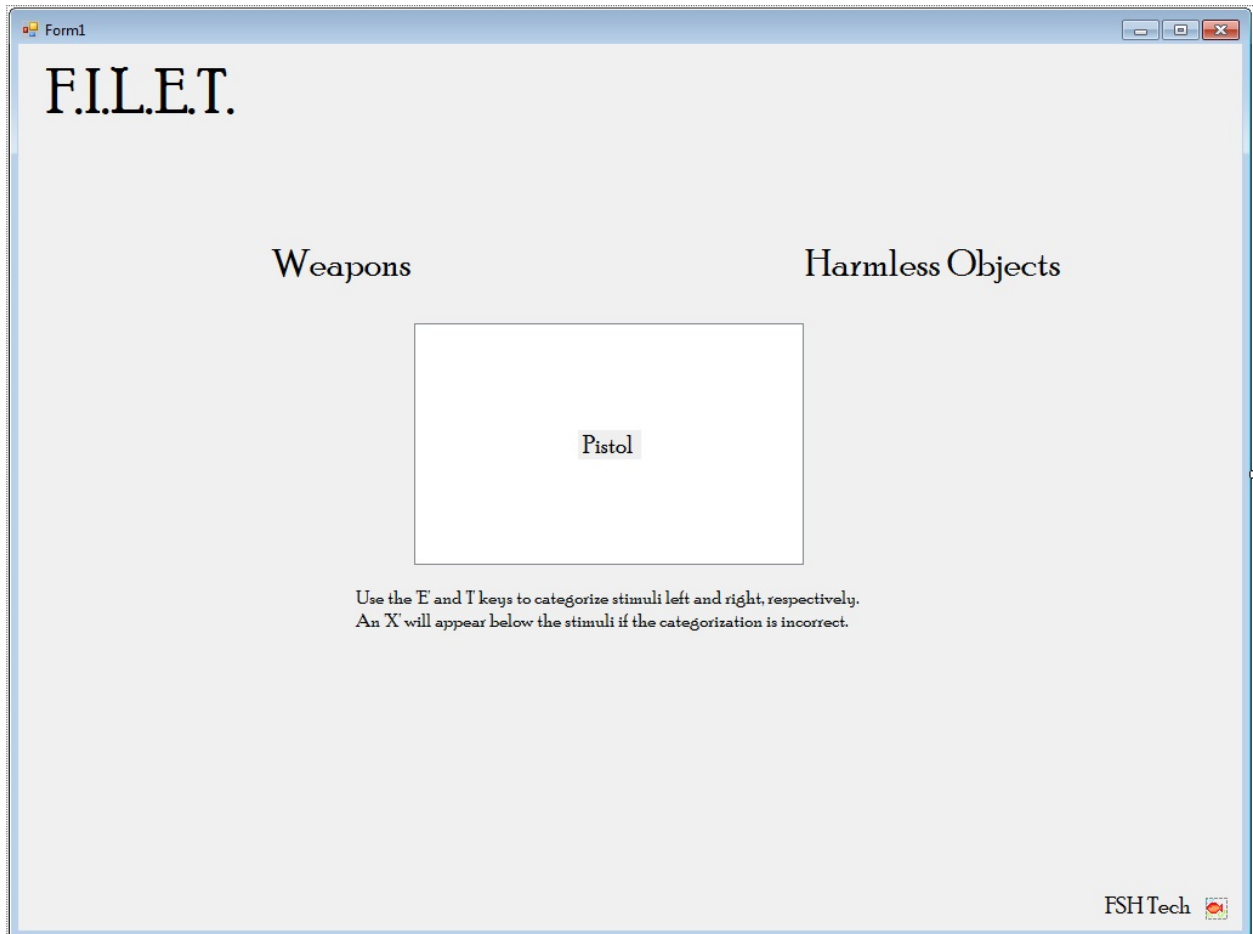 Form1
F.I.L.E.T.
Weapons
Harmless Objects
Pistol
Use the 'E' and 'I' keys to categorize stimuli left and right, respectively.
An 'X' will appear below the stimuli if the categorization is incorrect.
FSH Tech